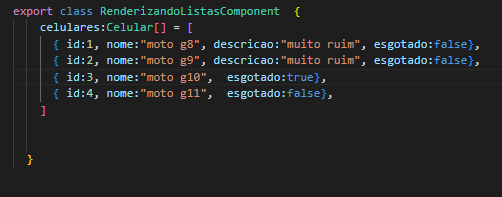 export class RenderizandoListasComponent  {
celulares:Celular[] = [
{ id:1, nome:"moto g8", descricao:"muito ruim", esgotado:false},
{ id:2, nome:"moto g9", descricao:"muito ruim", esgotado:false},
{ id:3, nome:"moto g10",  esgotado:true},
{ id:4, nome:"moto g11",  esgotado:false},
]
}